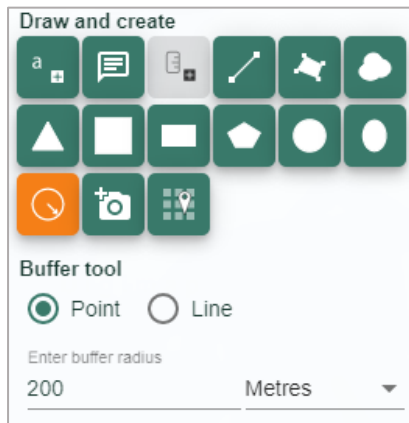 Draw and create
a
Buffer tool
Point Line
Enter buffer radius
200 Metres